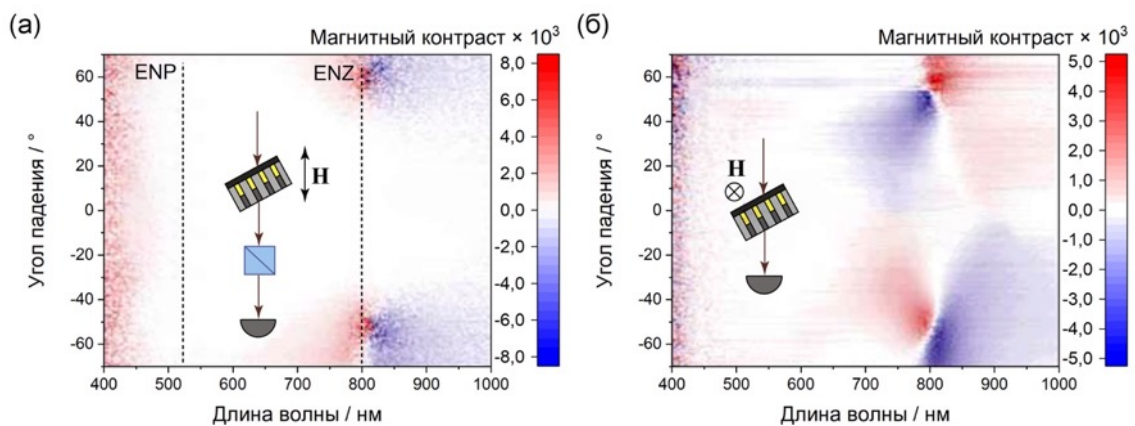 (а)
Магнитный контраст × 10³
ENP
ENZ
H
Угол падения / °
60
40
20
0
-20
-40
-60
400 500 600 700 800 900 1000
Длина волны / нм
8,0
6,0
4,0
2,0
0,0
-2,0
-4,0
-6,0
-8,0
(б)
Магнитный контраст × 10³
H
Угол падения / °
60
40
20
0
-20
-40
-60
400 500 600 700 800 900 1000
Длина волны / нм
5,0
4,0
3,0
2,0
1,0
0,0
-1,0
-2,0
-3,0
-4,0
-5,0